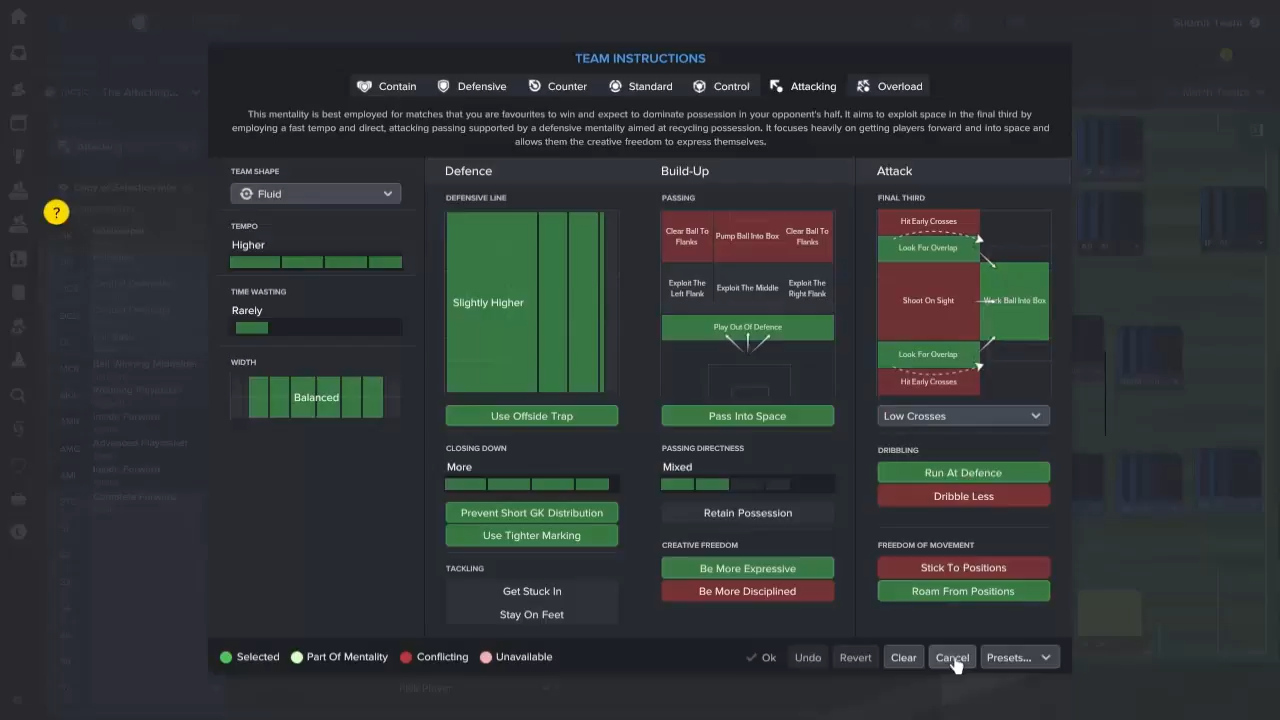 Submit Team
TEAM INSTRUCTIONS
Contain
Defensive
Counter
Standard
Control
Attacking
Overload
This mentality is best employed for matches that you are favourites to win and expect to dominate possession in your opponent's half. It aims to exploit space in the final third by
employing a fast tempo and direct, attacking passing supported by a defensive mentality aimed at recycling possession. It focuses heavily on getting players forward and into space and
allows them the creative freedom to express themselves.
TEAM SHAPE
Fluid
TEMPO
Higher
TIME WASTING
Rarely
WIDTH
Balanced
Defence
DEFENSIVE LINE
Slightly Higher
Use Offside Trap
CLOSING DOWN
More
Prevent Short GK Distribution
Use Tighter Marking
TACKLING
Get Stuck In
Stay On Feet
Build-Up
PASSING
Clear Ball To
Flanks
Pump Ball Into Box
Clear Ball To
Flanks
Exploit The
Left Flank
Exploit The Middle
Exploit The
Right Flank
Play Out Of Defence
Pass Into Space
PASSING DIRECTNESS
Mixed
Retain Possession
CREATIVE FREEDOM
Be More Expressive
Be More Disciplined
Attack
FINAL THIRD
Hit Early Crosses
Look For Overlap
Shoot On Sight
Work Ball Into Box
Look For Overlap
Hit Early Crosses
Low Crosses
DRIBBLING
Run At Defence
Dribble Less
FREEDOM OF MOVEMENT
Stick To Positions
Roam From Positions
?
Selected
Part Of Mentality
Conflicting
Unavailable
Ok
Undo
Revert
Clear
Cancel
Presets...